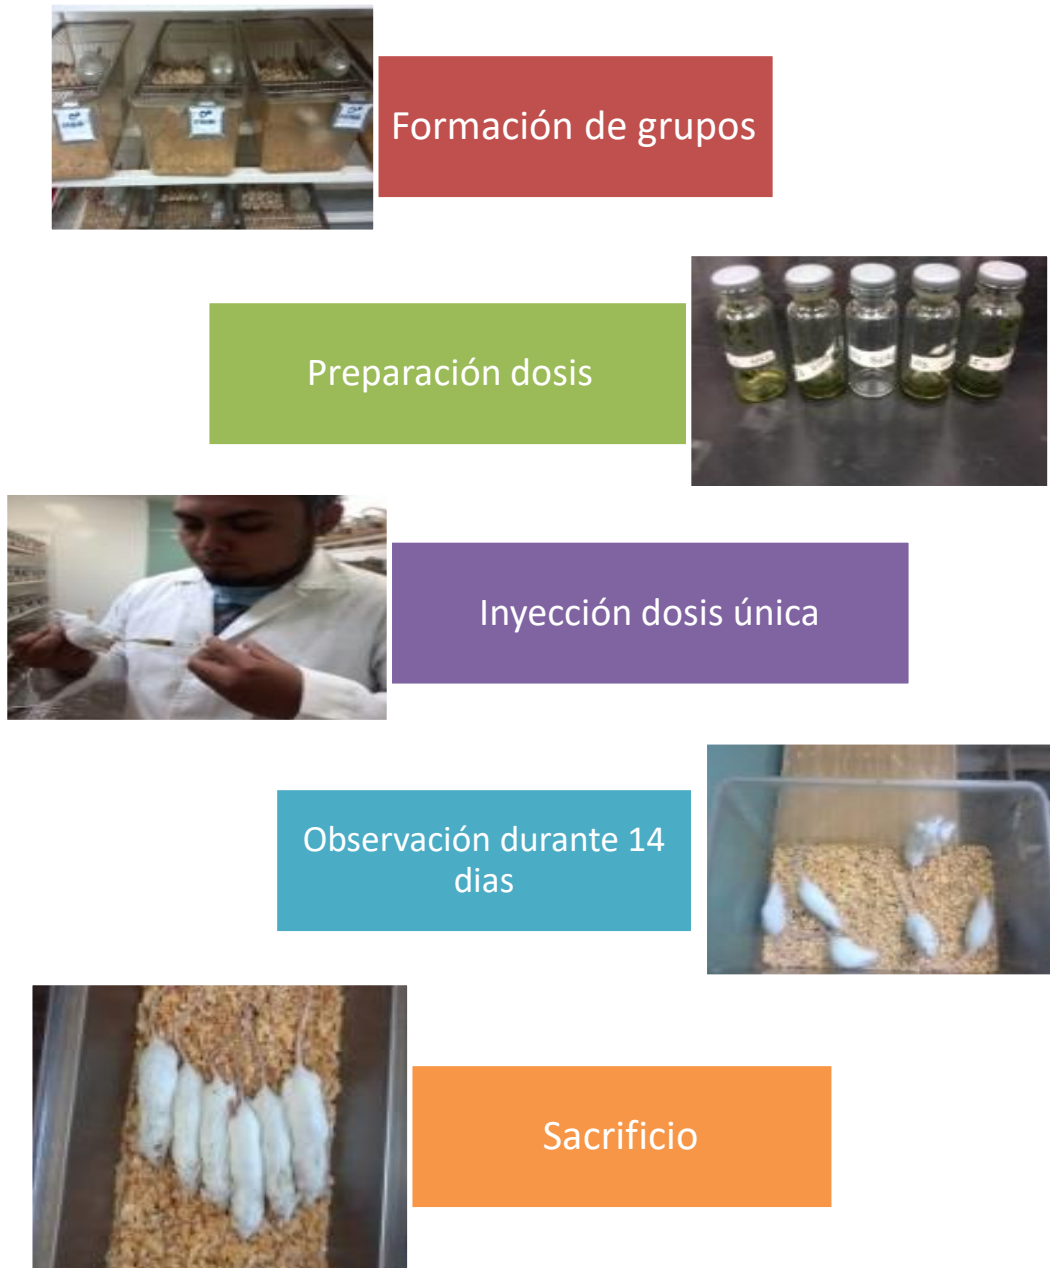 Formación de grupos
Preparación dosis
Inyección dosis única
Observación durante 14
dias
Sacrificio